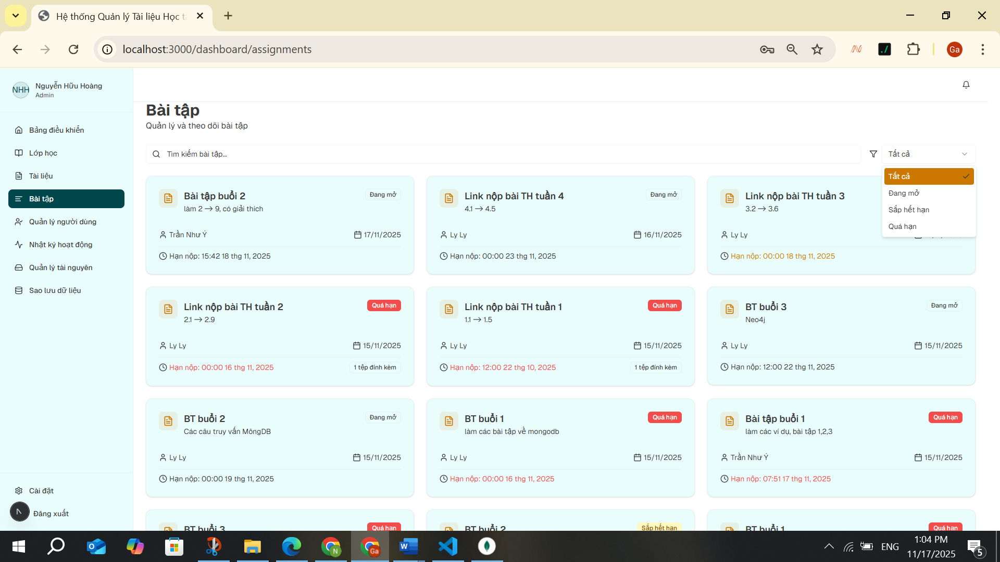 Hệ thống Quản lý Tài liệu Học t
localhost:3000/dashboard/assignments
Ga
NHH
Nguyễn Hữu Hoàng
Admin
Bảng điều khiển
Lớp học
Tài liệu
Bài tập
Quản lý người dùng
Nhật ký hoạt động
Quản lý tài nguyên
Sao lưu dữ liệu
Cài đặt
Đăng xuất
Bài tập
Quản lý và theo dõi bài tập
Tìm kiếm bài tập...
Tất cả
Tất cả
Đang mở
Sắp hết hạn
Quá hạn
Bài tập buổi 2
Đang mở
làm 2 -> 9, có giải thích
Trần Như Ý
17/11/2025
Hạn nộp: 15:42 18 thg 11, 2025
Link nộp bài TH tuần 4
Đang mở
4.1 -> 4.5
Ly Ly
16/11/2025
Hạn nộp: 00:00 23 thg 11, 2025
Link nộp bài TH tuần 3
3.2 -> 3.6
Ly Ly
Hạn nộp: 00:00 18 thg 11, 2025
Link nộp bài TH tuần 2
Quá hạn
2.1 -> 2.9
Ly Ly
15/11/2025
Hạn nộp: 00:00 16 thg 11, 2025
1 tệp đính kèm
Link nộp bài TH tuần 1
Quá hạn
1.1 -> 1.5
Ly Ly
15/11/2025
Hạn nộp: 12:00 22 thg 10, 2025
1 tệp đính kèm
BT buổi 3
Đang mở
Neo4j
Ly Ly
15/11/2025
Hạn nộp: 12:00 22 thg 11, 2025
BT buổi 2
Đang mở
Các câu truy vấn MôngDB
Ly Ly
15/11/2025
Hạn nộp: 00:00 19 thg 11, 2025
BT buổi 1
Quá hạn
làm các bài tập về mongodb
Ly Ly
15/11/2025
Hạn nộp: 00:00 16 thg 11, 2025
Bài tập buổi 1
Quá hạn
làm các ví dụ, bài tập 1,2,3
Trần Như Ý
15/11/2025
Hạn nộp: 07:51 17 thg 11, 2025
BT buổi 3
Quá hạn
BT buổi 2
Sắp hết hạn
BT buổi 1
Quá hạn
N
Ga
ENG
1:04 PM
11/17/2025
5